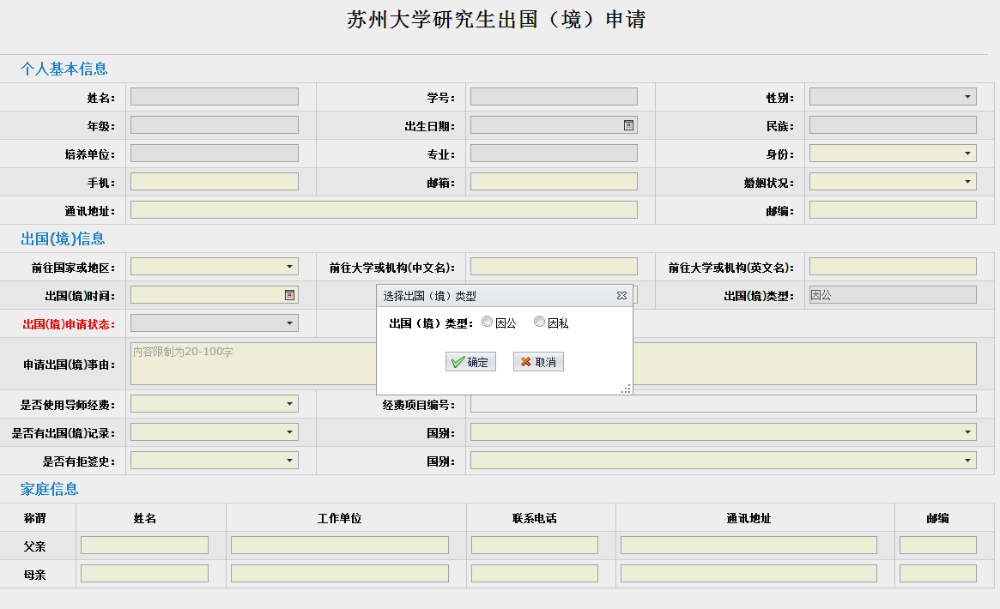 苏州大学研究生出国（境）申请
个人基本信息
姓名： 学号： 性别：
年级： 出生日期： 民族：
培养单位： 专业： 身份：
手机： 邮箱： 婚姻状况：
通讯地址： 邮编：
出国(境)信息
前往国家或地区： 前往大学或机构(中文名)： 前往大学或机构(英文名)：
出国(境)时间： 出国(境)类型： 因公
选择出国（境）类型
出国（境）类型： 因公 因私
确定 取消
出国(境)申请状态：
申请出国(境)事由： 内容限制为20-100字
是否使用导师经费： 经费项目编号：
是否有出国(境)记录： 国别：
是否有拒签史： 国别：
家庭信息
称谓 姓名 工作单位 联系电话 通讯地址 邮编
父亲
母亲